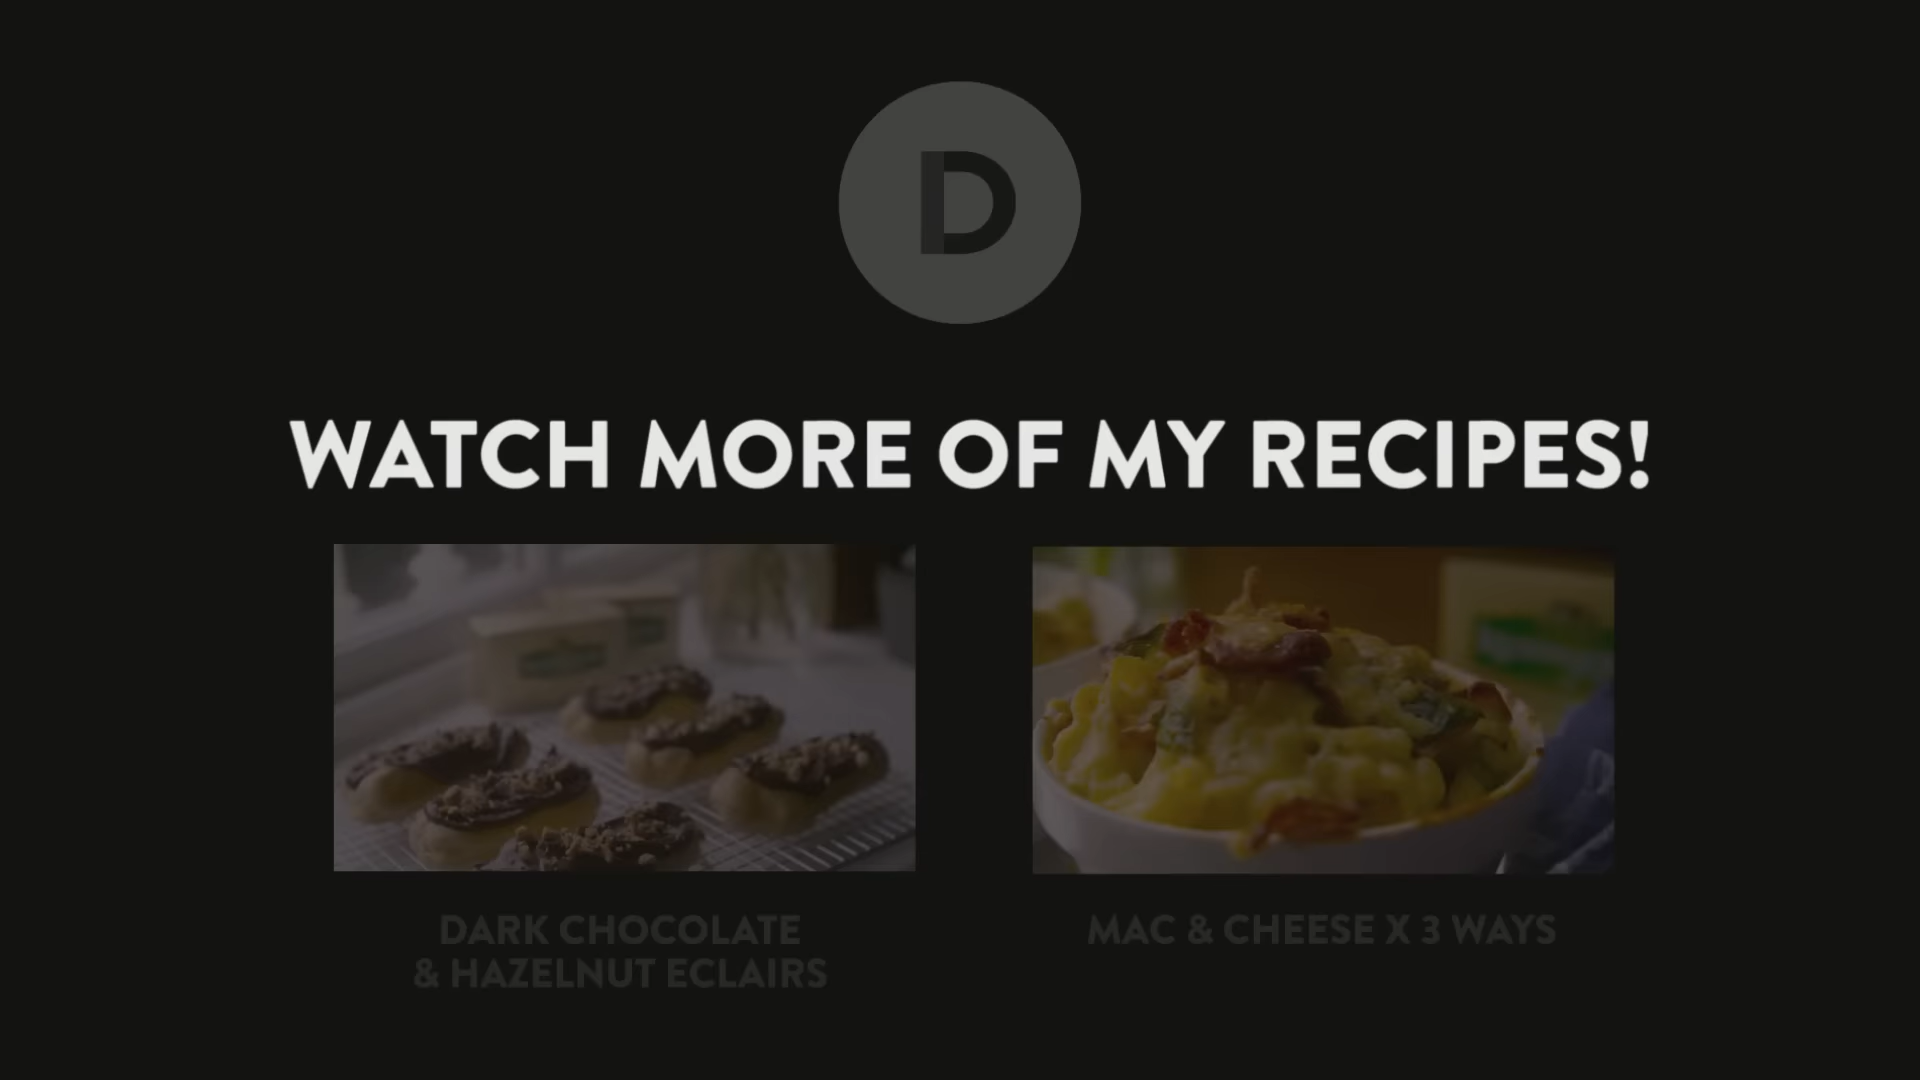 D
WATCH MORE OF MY RECIPES!
DARK CHOCOLATE
& HAZELNUT ECLAIRS
MAC & CHEESE X 3 WAYS